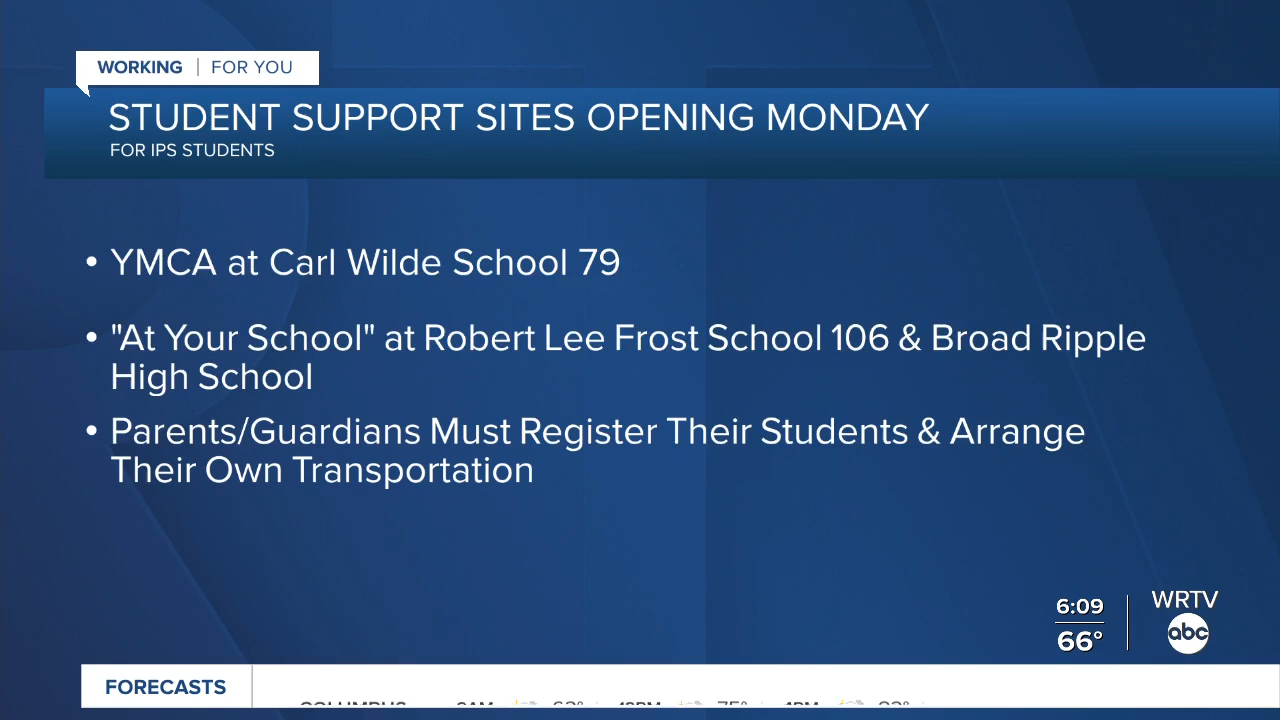 WORKING | FOR YOU
STUDENT SUPPORT SITES OPENING MONDAY
FOR IPS STUDENTS
• YMCA at Carl Wilde School 79
• "At Your School" at Robert Lee Frost School 106 & Broad Ripple
High School
• Parents/Guardians Must Register Their Students & Arrange
Their Own Transportation
6:09
66°
WRTV
abc
FORECASTS